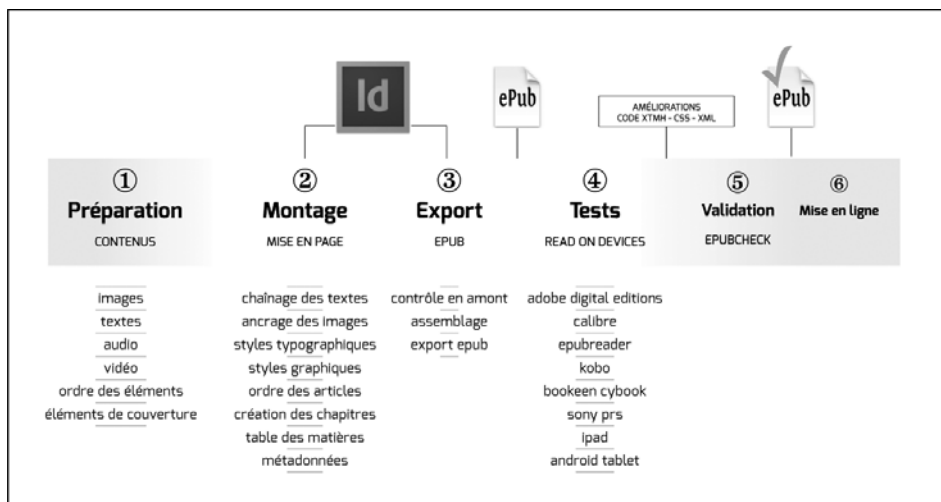 Id
ePub
AMÉLIORATIONS
CODE XTMH - CSS - XML
ePub
①
Préparation
CONTENUS
images
textes
audio
vidéo
ordre des éléments
éléments de couverture
②
Montage
MISE EN PAGE
chaînage des textes
ancrage des images
styles typographiques
styles graphiques
ordre des articles
création des chapitres
table des matières
métadonnées
③
Export
EPUB
contrôle en amont
assemblage
export epub
④
Tests
READ ON DEVICES
adobe digital editions
calibre
epubreader
kobo
bookeen cybook
sony prs
ipad
android tablet
⑤
Validation
EPUBCHECK
⑥
Mise en ligne